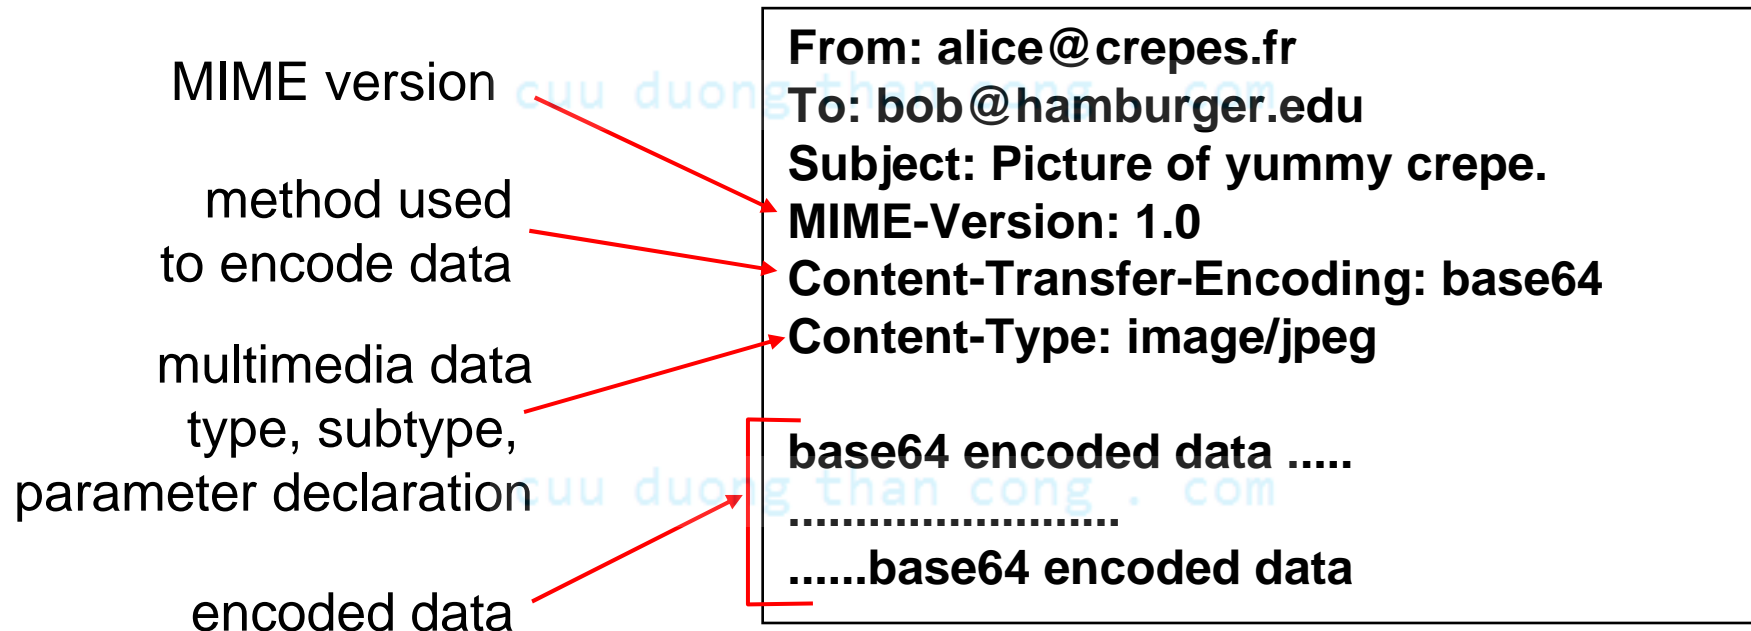 MIME version
method used
to encode data
multimedia data
type, subtype,
parameter declaration
encoded data
From: alice@crepes.fr
To: bob@hamburger.edu
Subject: Picture of yummy crepe.
MIME-Version: 1.0
Content-Transfer-Encoding: base64
Content-Type: image/jpeg
base64 encoded data .....
.........................
......base64 encoded data
cuu duong than cong . com
cuu duong than cong . com